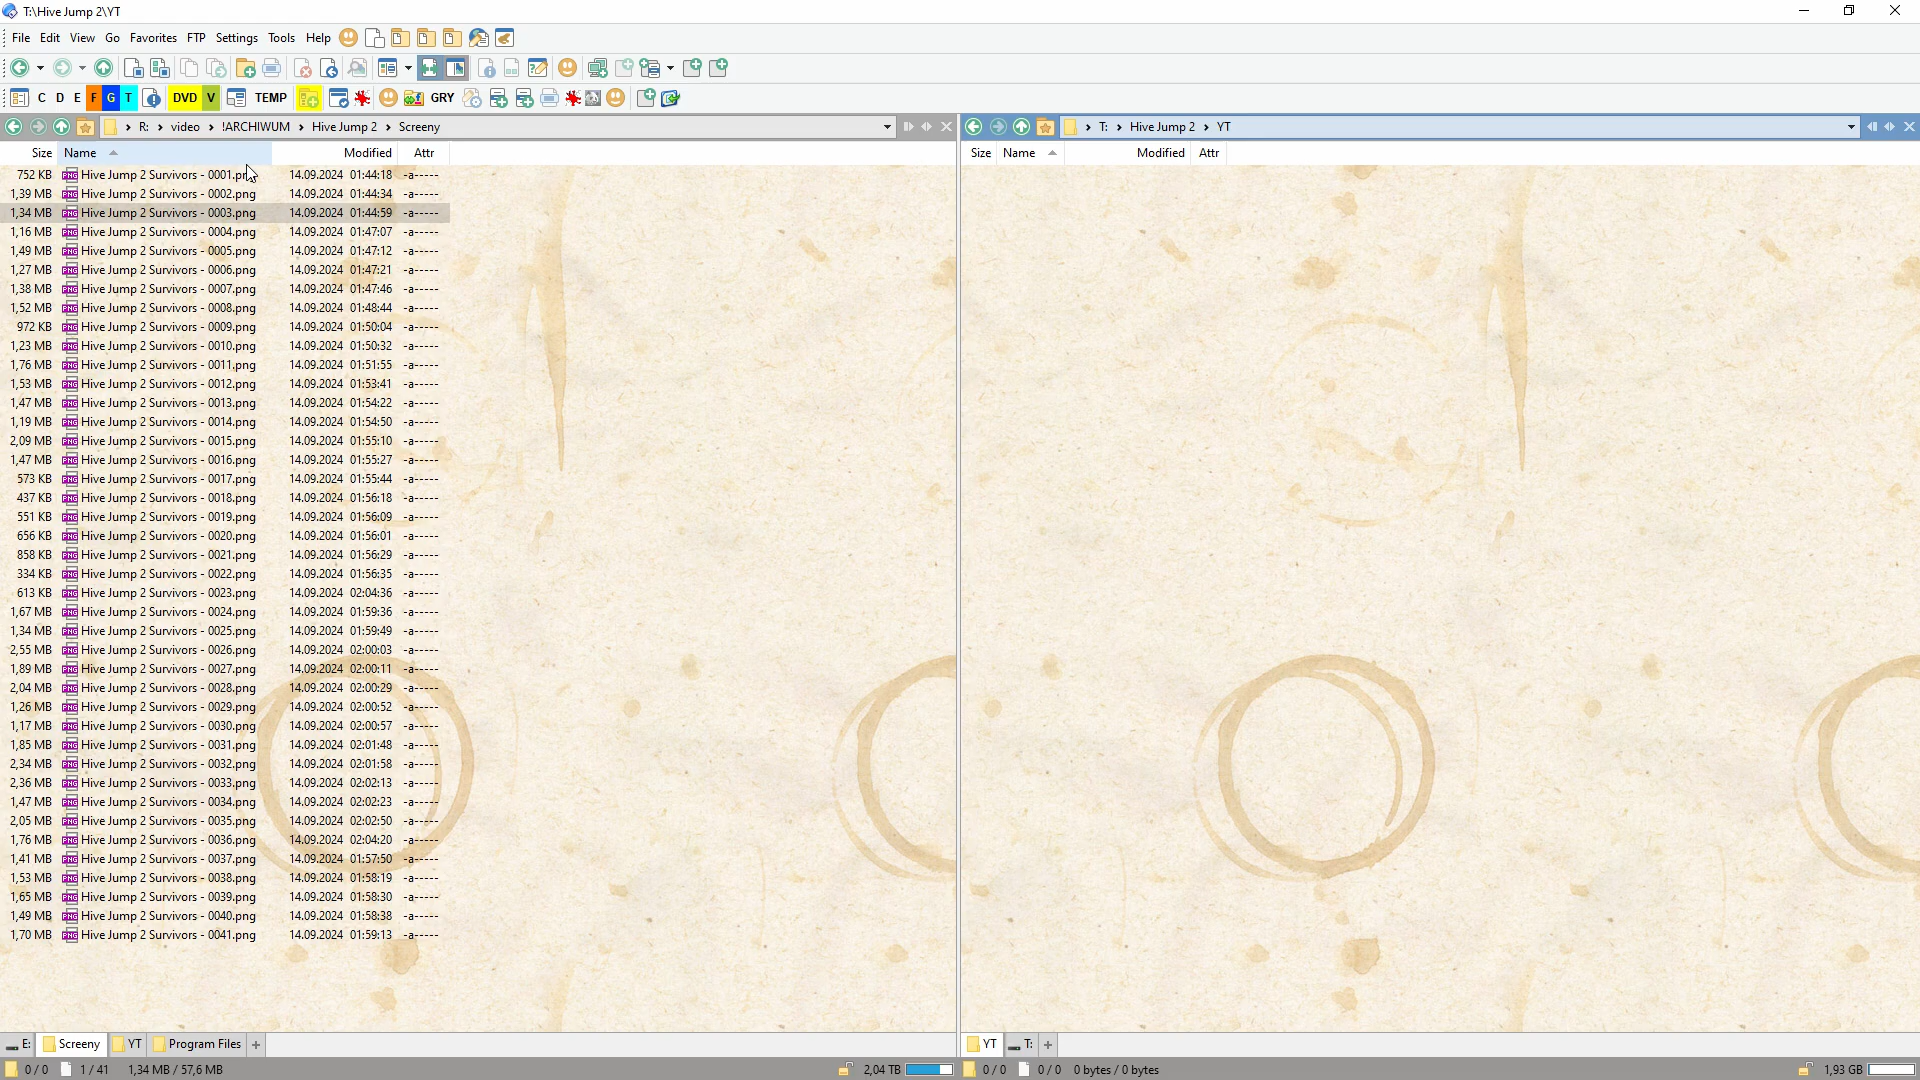 T:\Hive Jump 2\YT
File Edit View Go Favorites FTP Settings Tools Help
C D E F G T DVD V TEMP GRY
R: › video › !ARCHIWUM › Hive Jump 2 › Screeny
T: › Hive Jump 2 › YT
Size Name Modified Attr
Size Name Modified Attr
752 KB Hive Jump 2 Survivors - 0001.png 14.09.2024 01:44:18 -a-----
1,39 MB Hive Jump 2 Survivors - 0002.png 14.09.2024 01:44:34 -a-----
1,34 MB Hive Jump 2 Survivors - 0003.png 14.09.2024 01:44:59 -a-----
1,16 MB Hive Jump 2 Survivors - 0004.png 14.09.2024 01:47:07 -a-----
1,49 MB Hive Jump 2 Survivors - 0005.png 14.09.2024 01:47:12 -a-----
1,27 MB Hive Jump 2 Survivors - 0006.png 14.09.2024 01:47:21 -a-----
1,38 MB Hive Jump 2 Survivors - 0007.png 14.09.2024 01:47:46 -a-----
1,52 MB Hive Jump 2 Survivors - 0008.png 14.09.2024 01:48:44 -a-----
972 KB Hive Jump 2 Survivors - 0009.png 14.09.2024 01:50:04 -a-----
1,23 MB Hive Jump 2 Survivors - 0010.png 14.09.2024 01:50:32 -a-----
1,76 MB Hive Jump 2 Survivors - 0011.png 14.09.2024 01:51:55 -a-----
1,53 MB Hive Jump 2 Survivors - 0012.png 14.09.2024 01:53:41 -a-----
1,47 MB Hive Jump 2 Survivors - 0013.png 14.09.2024 01:54:22 -a-----
1,19 MB Hive Jump 2 Survivors - 0014.png 14.09.2024 01:54:50 -a-----
2,09 MB Hive Jump 2 Survivors - 0015.png 14.09.2024 01:55:10 -a-----
1,47 MB Hive Jump 2 Survivors - 0016.png 14.09.2024 01:55:27 -a-----
573 KB Hive Jump 2 Survivors - 0017.png 14.09.2024 01:55:44 -a-----
437 KB Hive Jump 2 Survivors - 0018.png 14.09.2024 01:56:18 -a-----
551 KB Hive Jump 2 Survivors - 0019.png 14.09.2024 01:56:09 -a-----
656 KB Hive Jump 2 Survivors - 0020.png 14.09.2024 01:56:01 -a-----
858 KB Hive Jump 2 Survivors - 0021.png 14.09.2024 01:56:29 -a-----
334 KB Hive Jump 2 Survivors - 0022.png 14.09.2024 01:56:35 -a-----
613 KB Hive Jump 2 Survivors - 0023.png 14.09.2024 02:04:36 -a-----
1,67 MB Hive Jump 2 Survivors - 0024.png 14.09.2024 01:59:36 -a-----
1,34 MB Hive Jump 2 Survivors - 0025.png 14.09.2024 01:59:49 -a-----
2,55 MB Hive Jump 2 Survivors - 0026.png 14.09.2024 02:00:03 -a-----
1,89 MB Hive Jump 2 Survivors - 0027.png 14.09.2024 02:00:11 -a-----
2,04 MB Hive Jump 2 Survivors - 0028.png 14.09.2024 02:00:29 -a-----
1,26 MB Hive Jump 2 Survivors - 0029.png 14.09.2024 02:00:52 -a-----
1,17 MB Hive Jump 2 Survivors - 0030.png 14.09.2024 02:00:57 -a-----
1,85 MB Hive Jump 2 Survivors - 0031.png 14.09.2024 02:01:48 -a-----
2,34 MB Hive Jump 2 Survivors - 0032.png 14.09.2024 02:01:58 -a-----
2,36 MB Hive Jump 2 Survivors - 0033.png 14.09.2024 02:02:13 -a-----
1,47 MB Hive Jump 2 Survivors - 0034.png 14.09.2024 02:02:23 -a-----
2,05 MB Hive Jump 2 Survivors - 0035.png 14.09.2024 02:02:50 -a-----
1,76 MB Hive Jump 2 Survivors - 0036.png 14.09.2024 02:04:20 -a-----
1,41 MB Hive Jump 2 Survivors - 0037.png 14.09.2024 01:57:50 -a-----
1,53 MB Hive Jump 2 Survivors - 0038.png 14.09.2024 01:58:19 -a-----
1,65 MB Hive Jump 2 Survivors - 0039.png 14.09.2024 01:58:30 -a-----
1,49 MB Hive Jump 2 Survivors - 0040.png 14.09.2024 01:58:38 -a-----
1,70 MB Hive Jump 2 Survivors - 0041.png 14.09.2024 01:59:13 -a-----
E: Screeny YT Program Files +
YT T: +
0 / 0 1 / 41 1,34 MB / 57,6 MB 2,04 TB
0 / 0 0 / 0 0 bytes / 0 bytes 1,93 GB